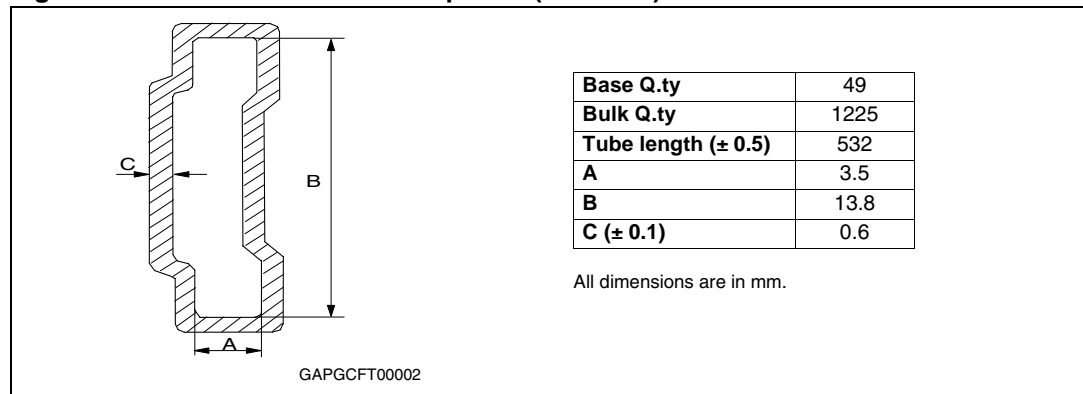 C
B
A
GAPGCFT00002
Base Q.ty 49
Bulk Q.ty 1225
Tube length (± 0.5) 532
A 3.5
B 13.8
C (± 0.1) 0.6
All dimensions are in mm.